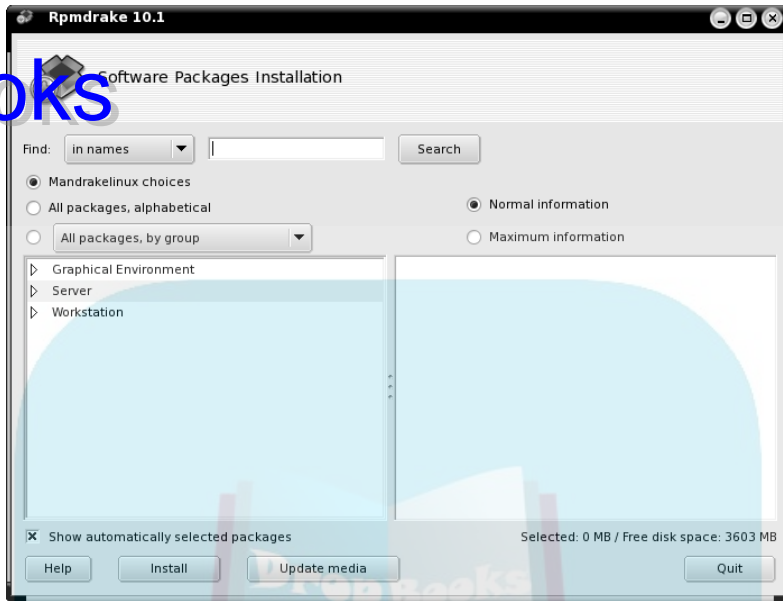 Rpmdrake 10.1
oks
Software Packages Installation
Find: in names Search
Mandrakelinux choices
All packages, alphabetical
Normal information
All packages, by group
Maximum information
Graphical Environment
Server
Workstation
Show automatically selected packages
Selected: 0 MB / Free disk space: 3603 MB
Help Install Update media Quit
Drop Books